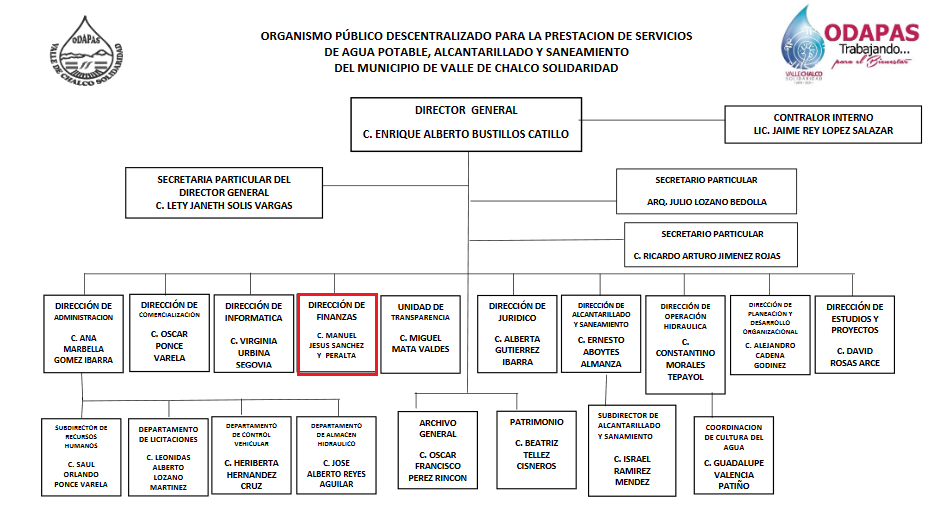 ODAPAS
VALLE DE CHALCO SOLIDARIDAD
ORGANISMO PÚBLICO DESCENTRALIZADO PARA LA PRESTACION DE SERVICIOS
DE AGUA POTABLE, ALCANTARILLADO Y SANEAMIENTO
DEL MUNICIPIO DE VALLE DE CHALCO SOLIDARIDAD
ODAPAS
Trabajando...
para el Bienestar
VALLE CHALCO
SOLIDARIDAD
DIRECTOR GENERAL
C. ENRIQUE ALBERTO BUSTILLOS CATILLO
CONTRALOR INTERNO
LIC. JAIME REY LOPEZ SALAZAR
SECRETARIA PARTICULAR DEL
DIRECTOR GENERAL
C. LETY JANETH SOLIS VARGAS
SECRETARIO PARTICULAR
ARQ. JULIO LOZANO BEDOLLA
SECRETARIO PARTICULAR
C. RICARDO ARTURO JIMENEZ ROJAS
DIRECCIÓN DE
ADMINISTRACION
C. ANA
MARBELLA
GOMEZ IBARRA
DIRECCIÓN DE
COMERCIALIZACIÓN
C. OSCAR
PONCE
VARELA
DIRECCIÓN DE
INFORMATICA
C. VIRGINIA
URBINA
SEGOVIA
DIRECCIÓN DE
FINANZAS
C. MANUEL
JESUS SANCHEZ
Y PERALTA
UNIDAD DE
TRANSPARENCIA
C. MIGUEL
MATA VALDES
DIRECCIÓN DE
JURIDICO
C. ALBERTA
GUTIERREZ
IBARRA
DIRECCIÓN DE
ALCANTARILLADO
Y SANEAMIENTO
C. ERNESTO
ABOYTES
ALMANZA
DIRECCIÓN DE
OPERACIÓN
HIDRAULICA
C.
CONSTANTINO
MORALES
TEPAYOL
DIRECCIÓN DE
PLANEACIÓN Y
DESARROLLO
ORGANIZACIONAL
C. ALEJANDRO
CADENA
GODINEZ
DIRECCIÓN DE
ESTUDIOS Y
PROYECTOS
C. DAVID
ROSAS ARCE
SUBDIRECTOR DE
RECURSOS
HUMANOS
C. SAUL
ORLANDO
PONCE VARELA
DEPARTAMENTO
DE LICITACIONES
C. LEONIDAS
ALBERTO
LOZANO
MARTINEZ
DEPARTAMENTO
DE CONTROL
VEHICULAR
C. HERIBERTA
HERNANDEZ
CRUZ
DEPARTAMENTO
DE ALMACEN
HIDRAULICO
C. JOSE
ALBERTO REYES
AGUILAR
ARCHIVO
GENERAL
C. OSCAR
FRANCISCO
PEREZ RINCON
PATRIMONIO
C. BEATRIZ
TELLEZ
CISNEROS
SUBDIRECTOR DE
ALCANTARILLADO
Y SANAMIENTO
C. ISRAEL
RAMIREZ
MENDEZ
COORDINACION
DE CULTURA DEL
AGUA
C. GUADALUPE
VALENCIA
PATIÑO